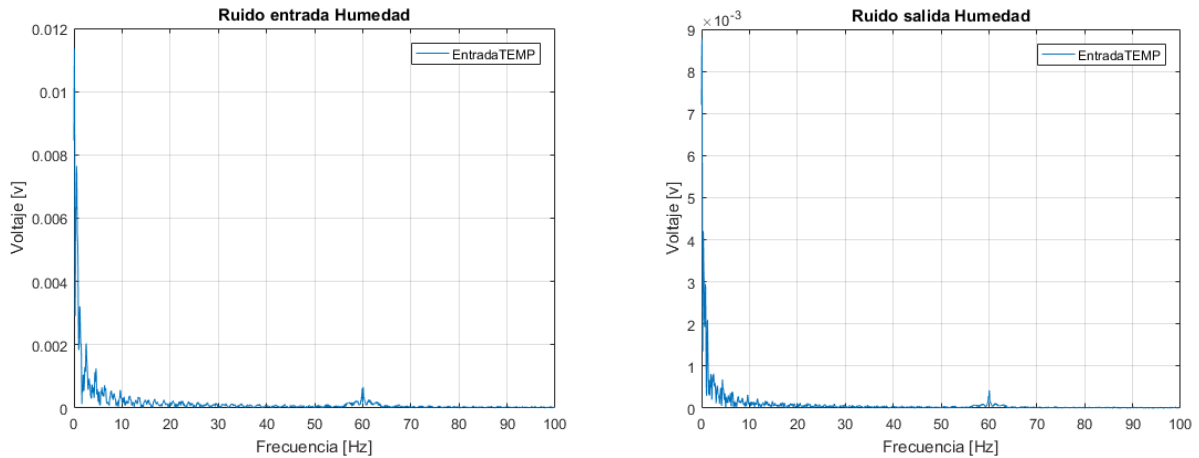 Ruido entrada Humedad
EntradaTEMP
0.012
0.01
0.008
0.006
0.004
0.002
0
Voltaje [v]
0 10 20 30 40 50 60 70 80 90 100
Frecuencia [Hz]
Ruido salida Humedad
×10⁻³
EntradaTEMP
9
8
7
6
5
4
3
2
1
0
Voltaje [v]
0 10 20 30 40 50 60 70 80 90 100
Frecuencia [Hz]